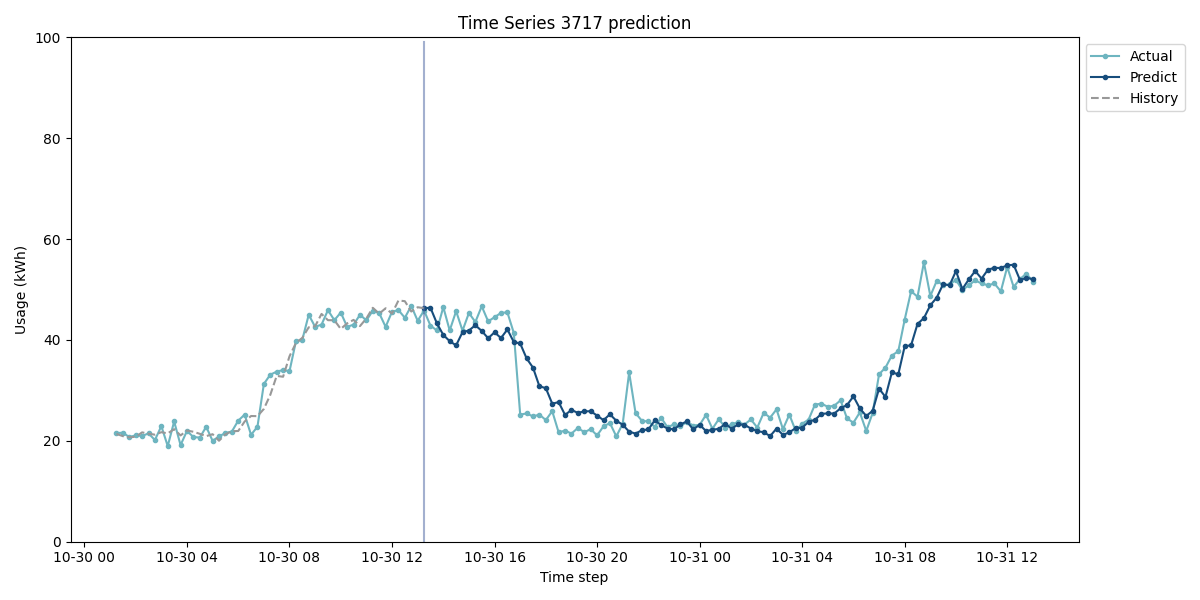 Time Series 3717 prediction
100
80
60
40
20
0
Usage (kWh)
10-30 00
10-30 04
10-30 08
10-30 12
10-30 16
10-30 20
10-31 00
10-31 04
10-31 08
10-31 12
Time step
Actual
Predict
History